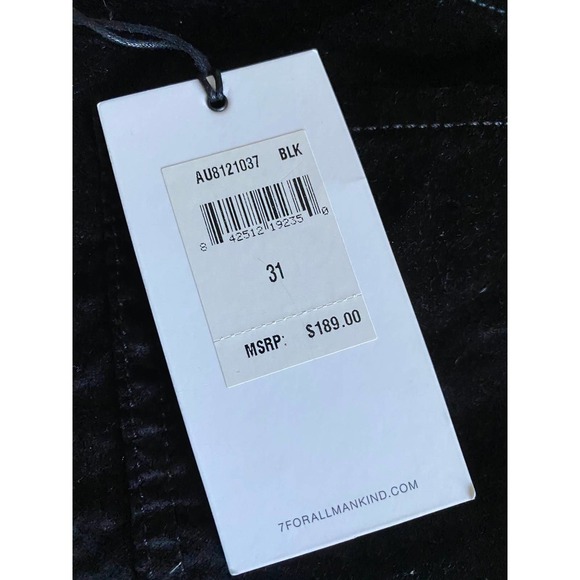 AU8121037 BLK
8 42512 19235 0
31
MSRP: $189.00
7FORALLMANKIND.COM